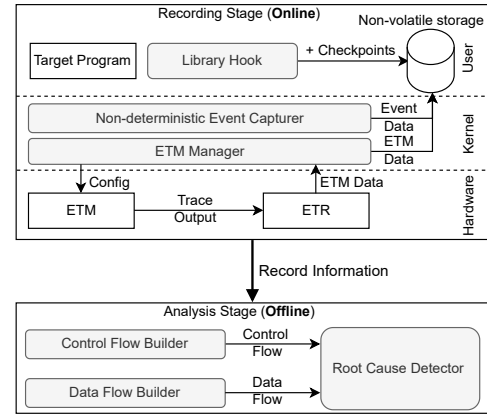 Recording Stage (Online)
Non-volatile storage
Target Program
Library Hook
+ Checkpoints
User
Non-deterministic Event Capturer
Event
Data
ETM Manager
ETM
Data
Kernel
Config
ETM Data
ETM
Trace
Output
ETR
Hardware
Record Information
Analysis Stage (Offline)
Control Flow Builder
Control
Flow
Root Cause Detector
Data Flow Builder
Data
Flow